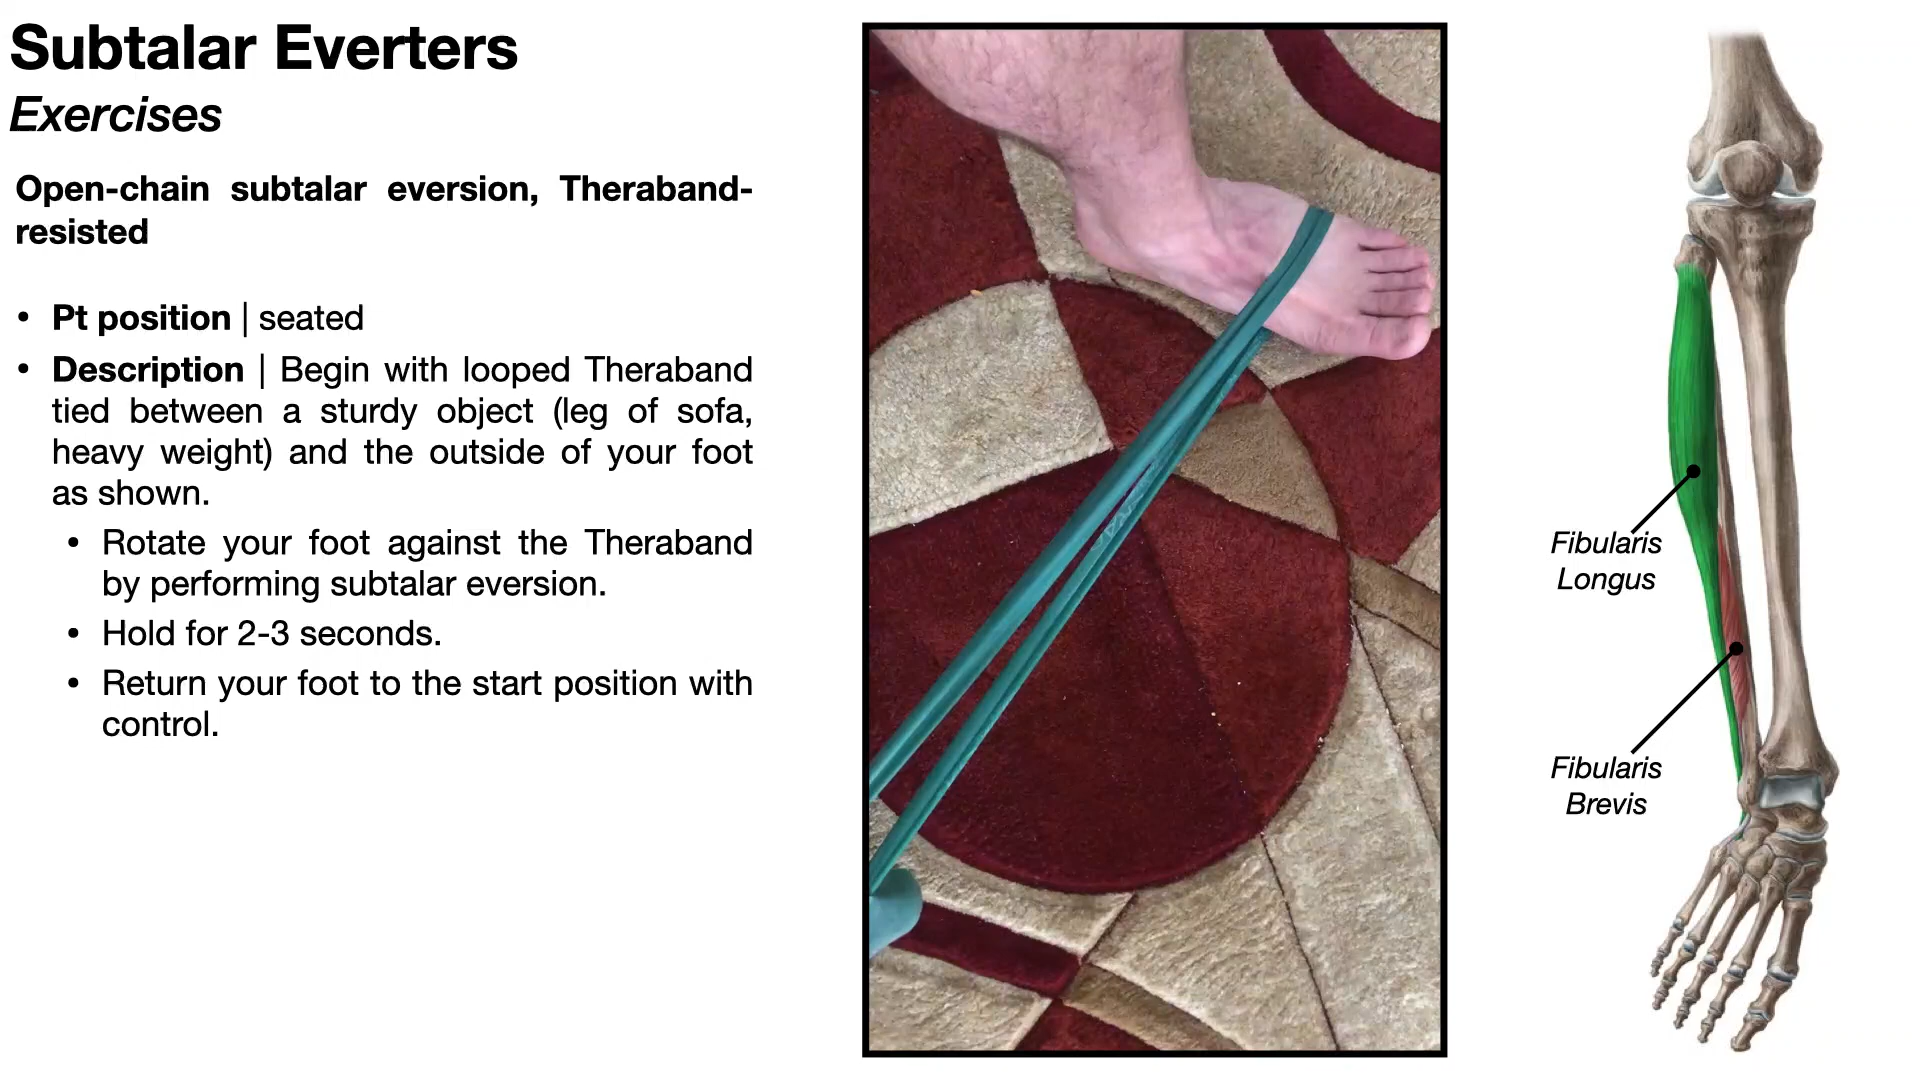 Subtalar Everters
Exercises
Open-chain subtalar eversion, Theraband-
resisted
• Pt position | seated
• Description | Begin with looped Theraband
tied between a sturdy object (leg of sofa,
heavy weight) and the outside of your foot
as shown.
• Rotate your foot against the Theraband
by performing subtalar eversion.
• Hold for 2-3 seconds.
• Return your foot to the start position with
control.
Fibularis
Longus
Fibularis
Brevis